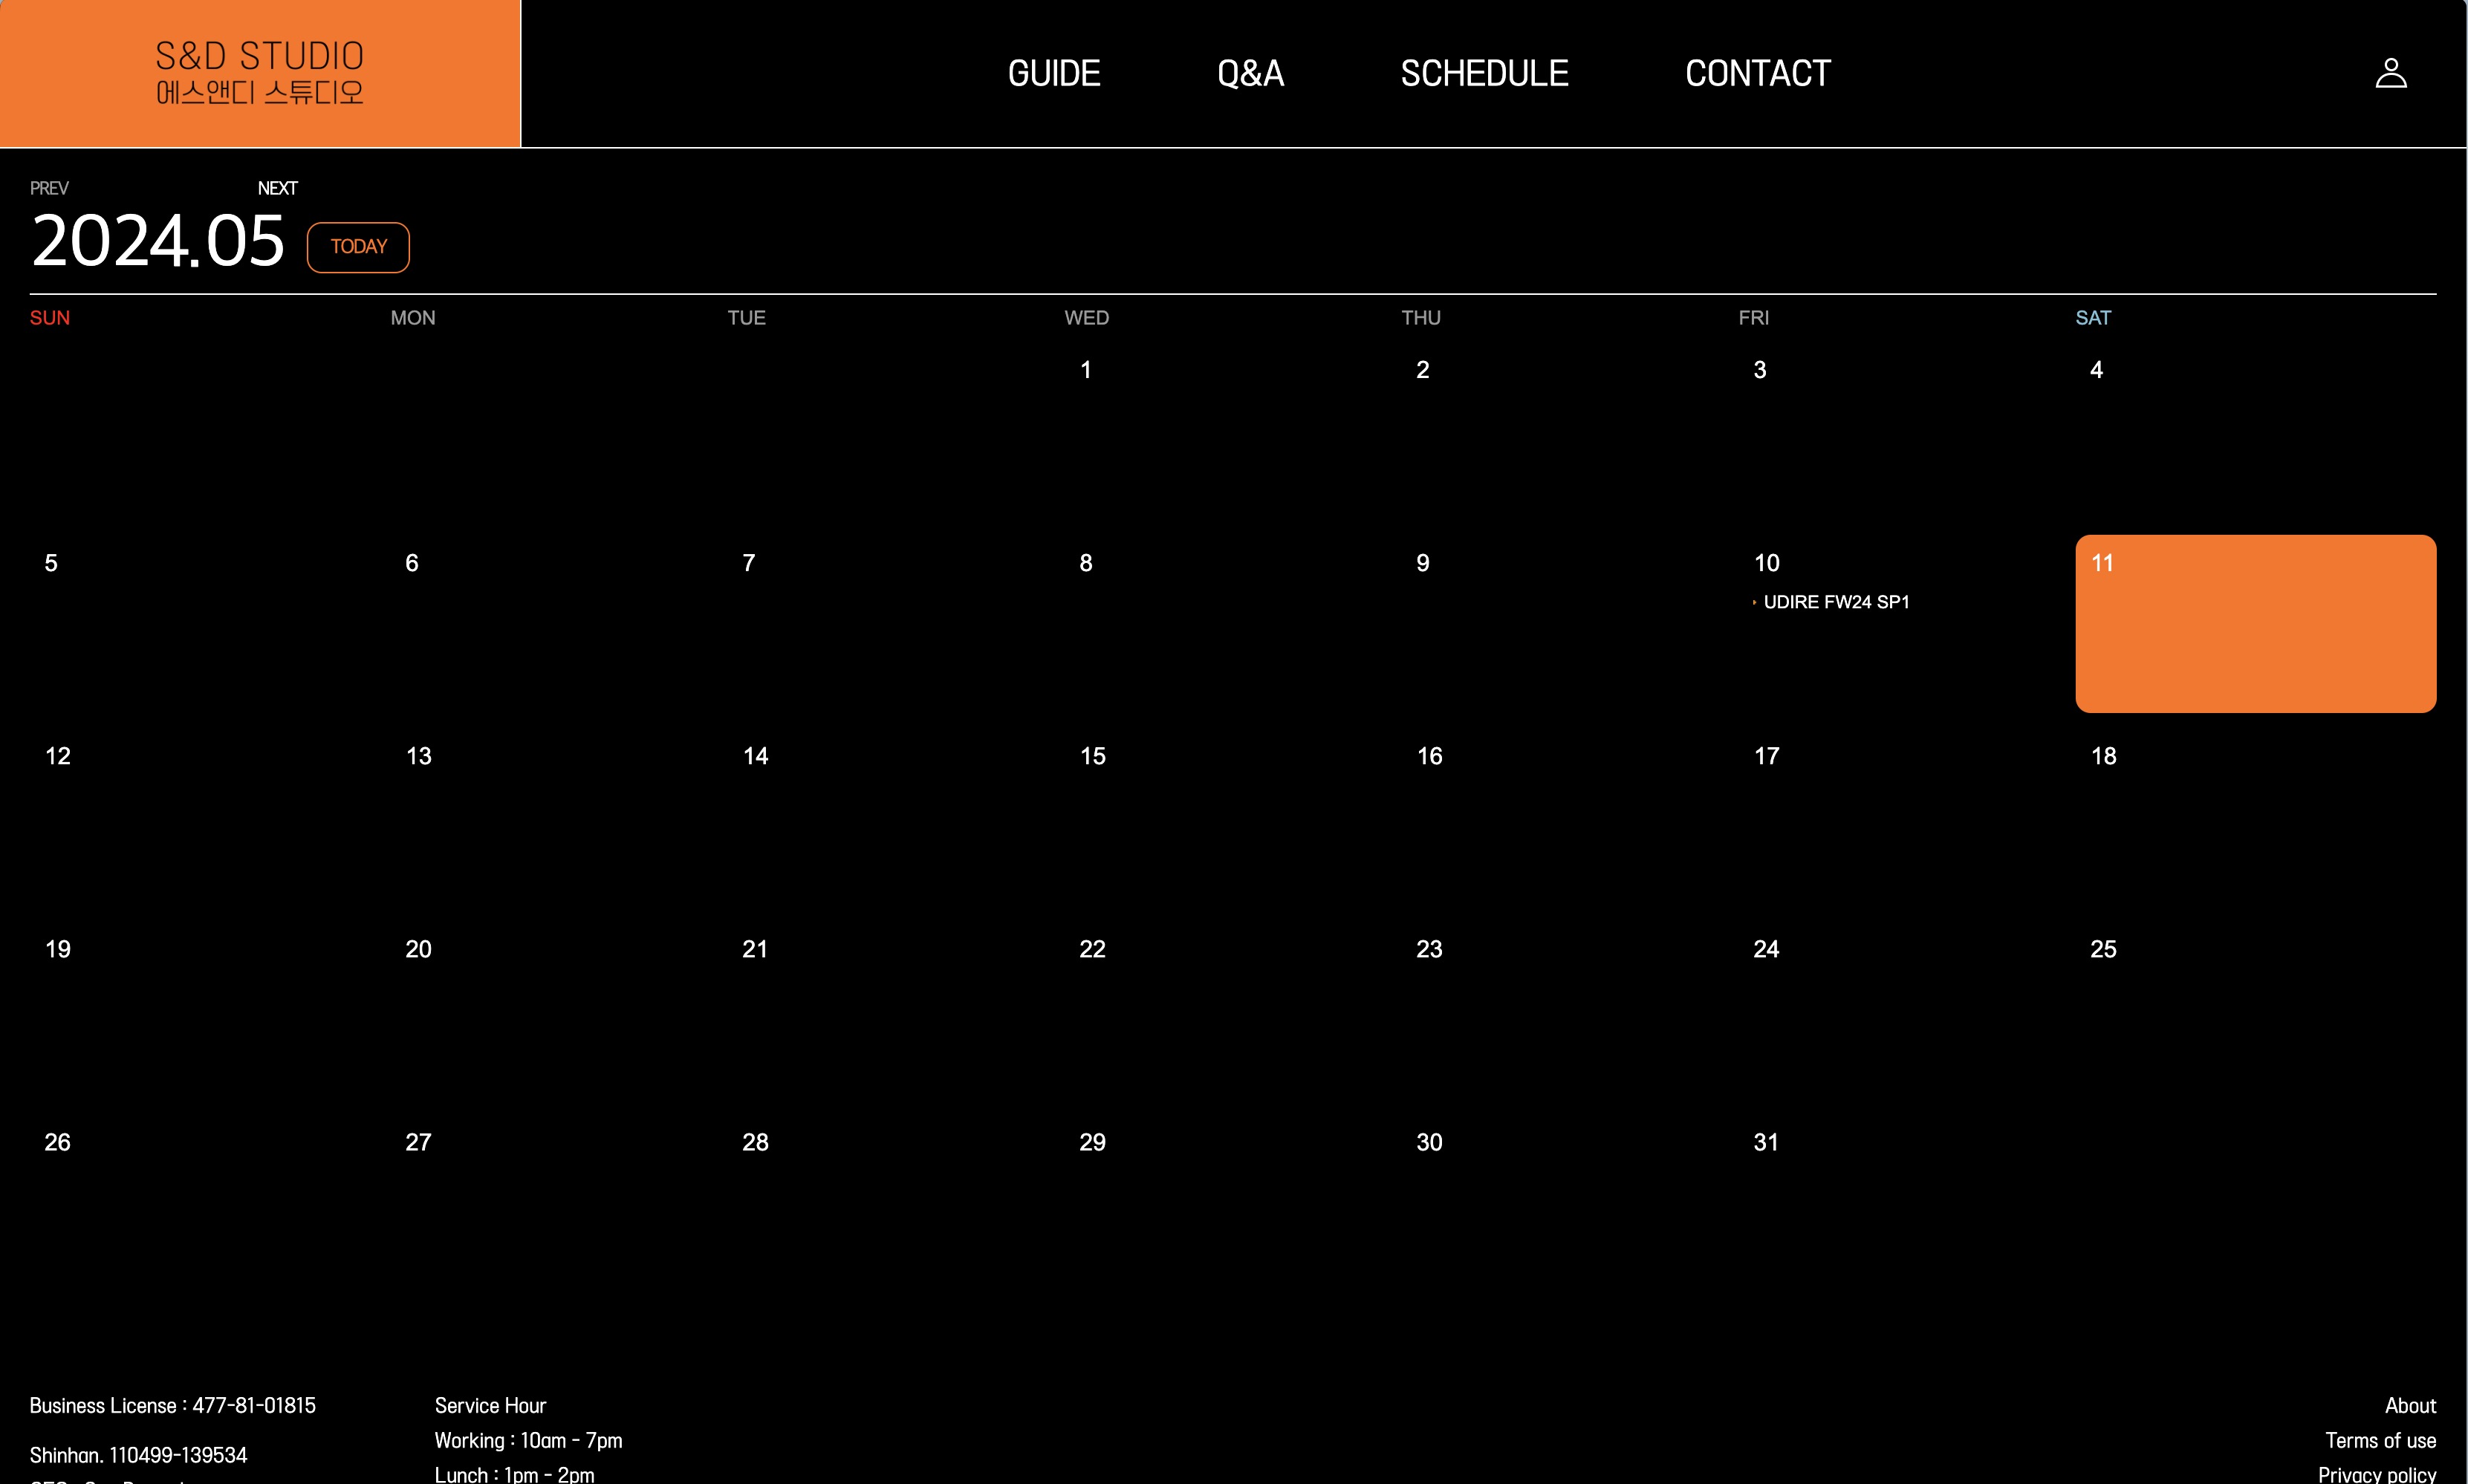 S&D STUDIO
에스앤디 스튜디오
GUIDE Q&A SCHEDULE CONTACT
PREV NEXT
2024.05 TODAY
SUN MON TUE WED THU FRI SAT
1 2 3 4
5 6 7 8 9 10 11
UDIRE FW24 SP1
12 13 14 15 16 17 18
19 20 21 22 23 24 25
26 27 28 29 30 31
Business License : 477-81-01815
Shinhan. 110499-139534
Service Hour
Working : 10am - 7pm
Lunch : 1pm - 2pm
About
Terms of use
Privacy policy